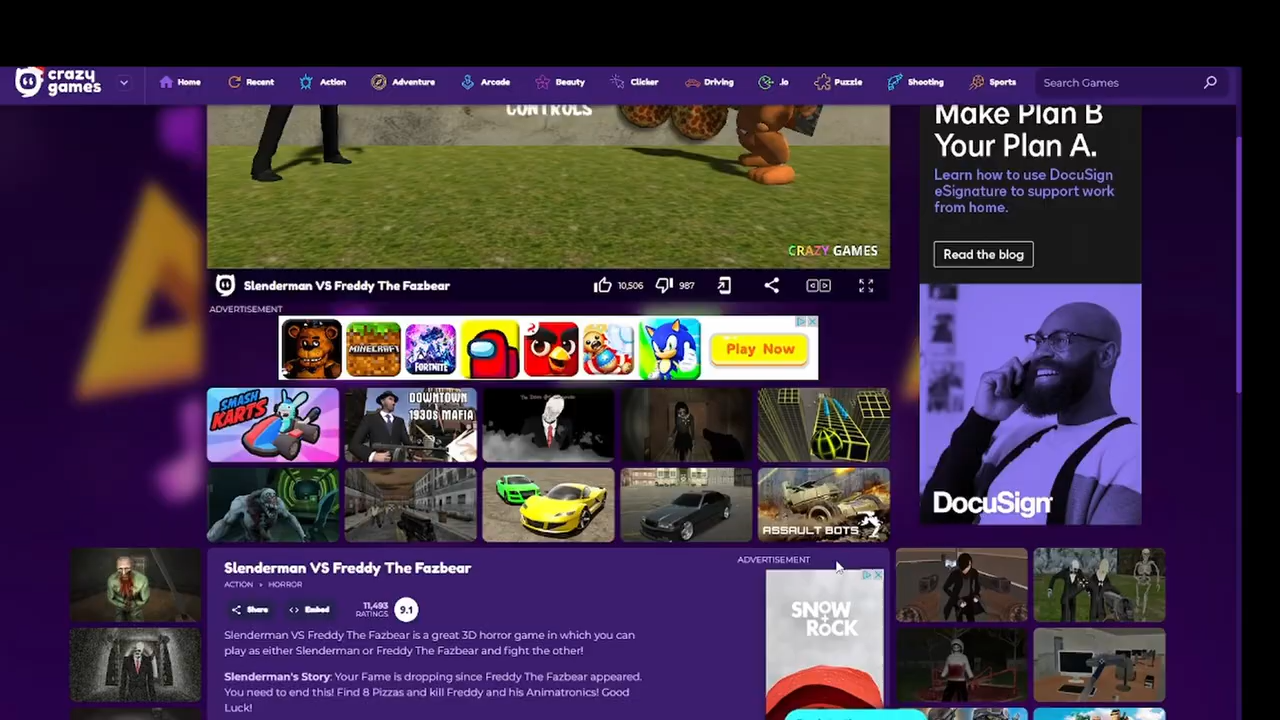 crazy games
Home
Recent
Action
Adventure
Arcade
Beauty
Clicker
Driving
.io
Puzzle
Shooting
Sports
Search Games
CONTROLS
CRAZY GAMES
Make Plan B
Your Plan A.
Learn how to use DocuSign
eSignature to support work
from home.
Read the blog
DocuSign
Slenderman VS Freddy The Fazbear
10,506
987
ADVERTISEMENT
MINECRAFT
FORTNITE
Play Now
SMASH
KARTS
DOWNTOWN
1930S MAFIA
ASSAULT BOTS
Slenderman VS Freddy The Fazbear
ACTION
HORROR
Share
Embed
11,493
RATINGS
9.1
Slenderman VS Freddy The Fazbear is a great 3D horror game in which you can
play as either Slenderman or Freddy The Fazbear and fight the other!
Slenderman's Story: Your Fame is dropping since Freddy The Fazbear appeared.
You need to end this! Find 8 Pizzas and kill Freddy and his Animatronics! Good
Luck!
ADVERTISEMENT
SNOW
+
ROCK